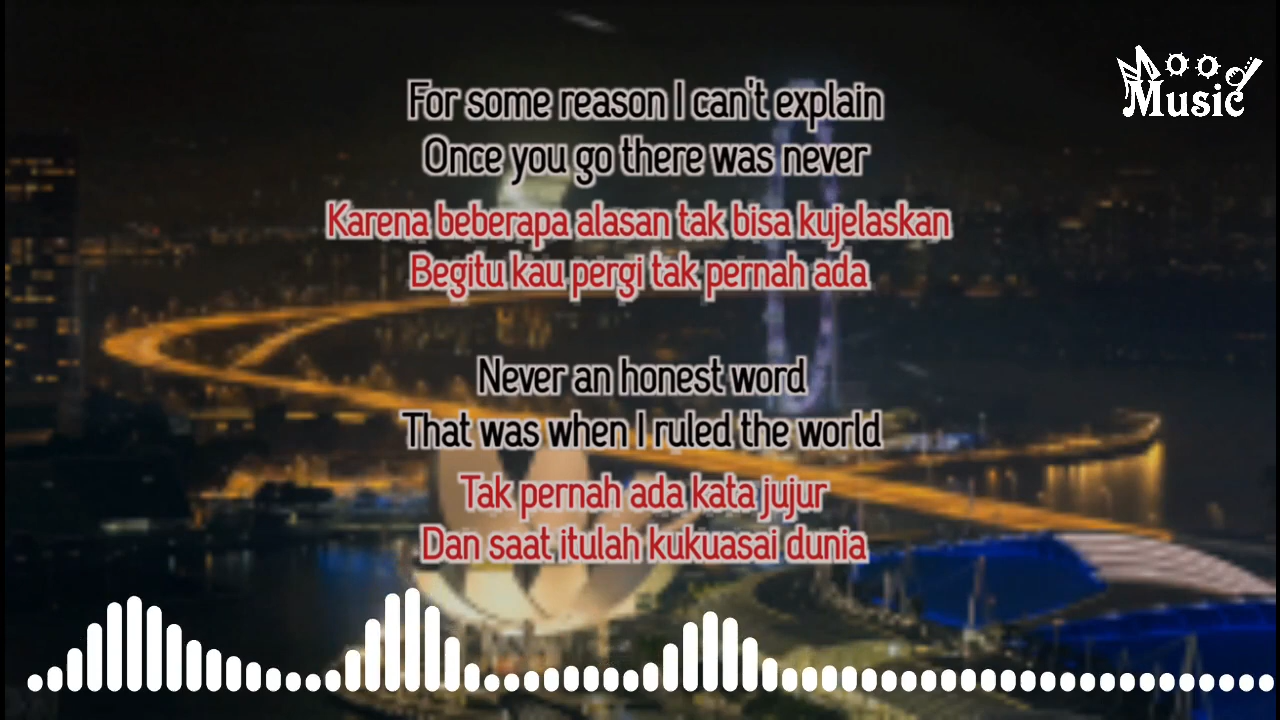 Mood
Music
For some reason I can't explain
Once you go there was never
Karena beberapa alasan tak bisa kujelaskan
Begitu kau pergi tak pernah ada
Never an honest word
That was when I ruled the world
Tak pernah ada kata jujur
Dan saat itulah kukuasai dunia